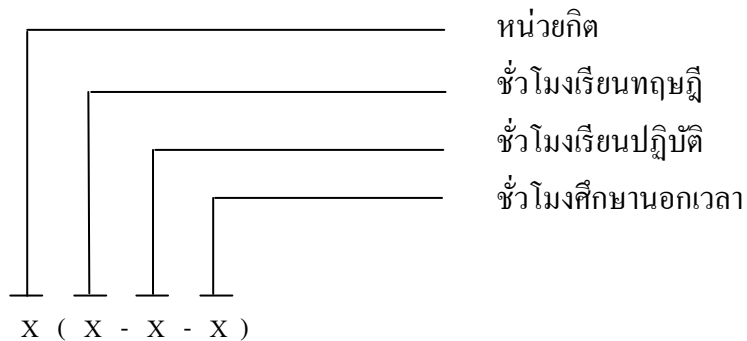 หน่วยกิต
ชั่วโมงเรียนทฤษฎี
ชั่วโมงเรียนปฏิบัติ
ชั่วโมงศึกษานอกเวลา
X ( X - X - X )